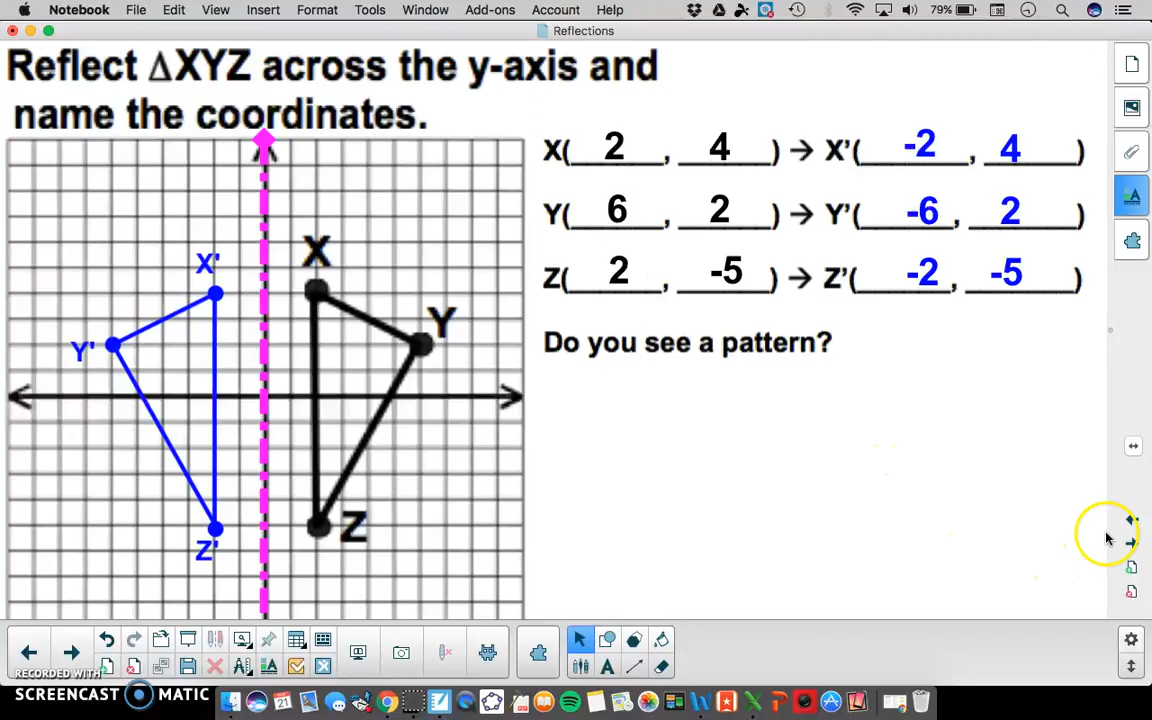 Notebook File Edit View Insert Format Tools Window Add-ons Account Help 79%
Reflections
Reflect ΔXYZ across the y-axis and
name the coordinates.
X( 2 , 4 ) → X'( -2 , 4 )
Y( 6 , 2 ) → Y'( -6 , 2 )
Z( 2 , -5 ) → Z'( -2 , -5 )
Do you see a pattern?
X' X
Y' Y
Z' Z
RECORDED WITH
SCREENCAST MATIC